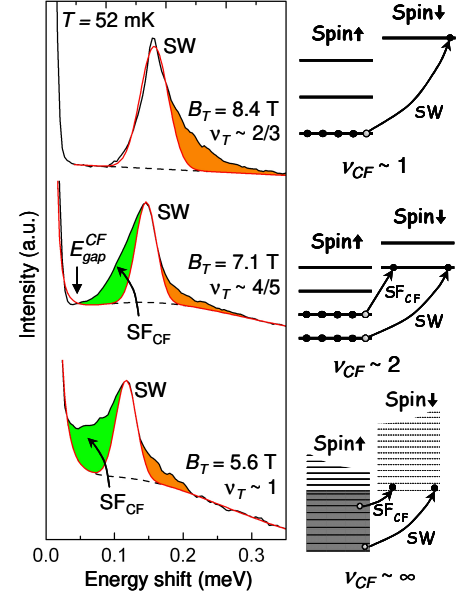 T = 52 mK
SW
B_T = 8.4 T
ν_T ~ 2/3
E_gap^CF
SW
B_T = 7.1 T
ν_T ~ 4/5
SF_CF
SW
B_T = 5.6 T
ν_T ~ 1
SF_CF
Intensity (a.u.)
0.0 0.1 0.2 0.3
Energy shift (meV)
Spin↓
Spin↑
SW
ν_CF ~ 1
Spin↓
Spin↑
SF_CF
SW
ν_CF ~ 2
Spin↓
Spin↑
SF_CF
SW
ν_CF ~ ∞